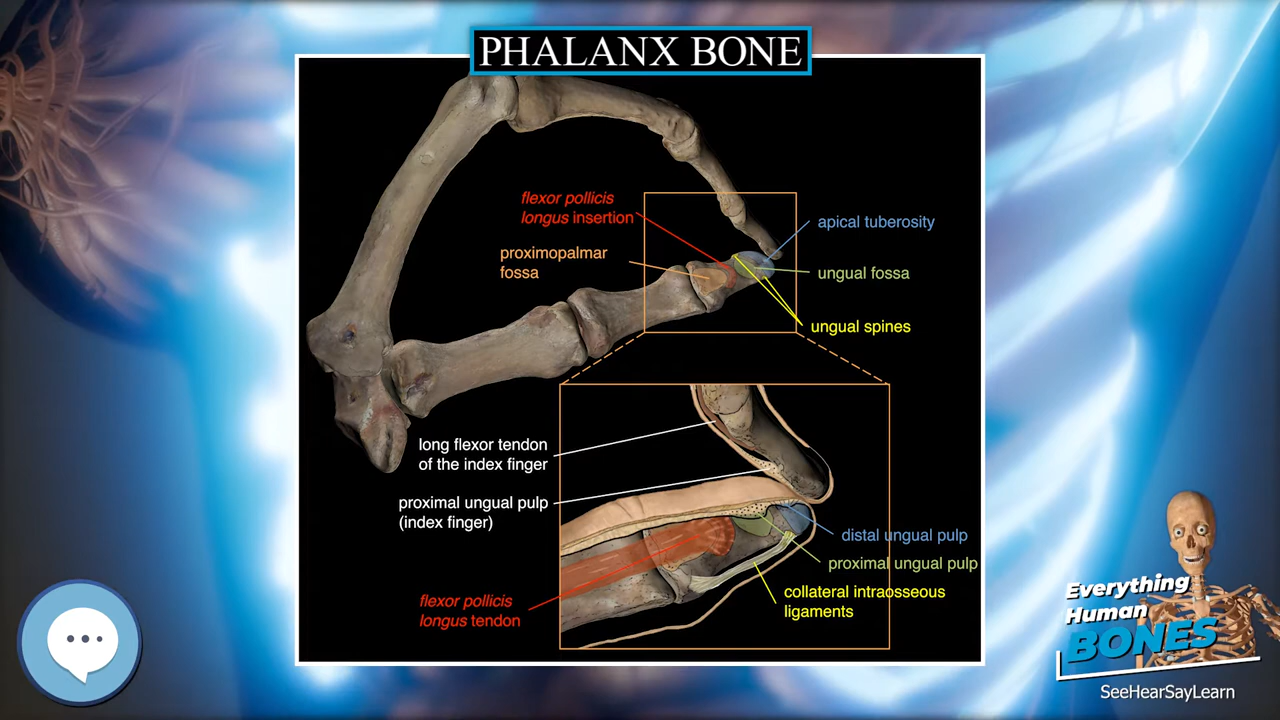 PHALANX BONE
flexor pollicis
longus insertion
proximopalmar
fossa
apical tuberosity
ungual fossa
ungual spines
long flexor tendon
of the index finger
proximal ungual pulp
(index finger)
distal ungual pulp
proximal ungual pulp
collateral intraosseous
ligaments
flexor pollicis
longus tendon
Everything
Human
BONES
SeeHearSayLearn